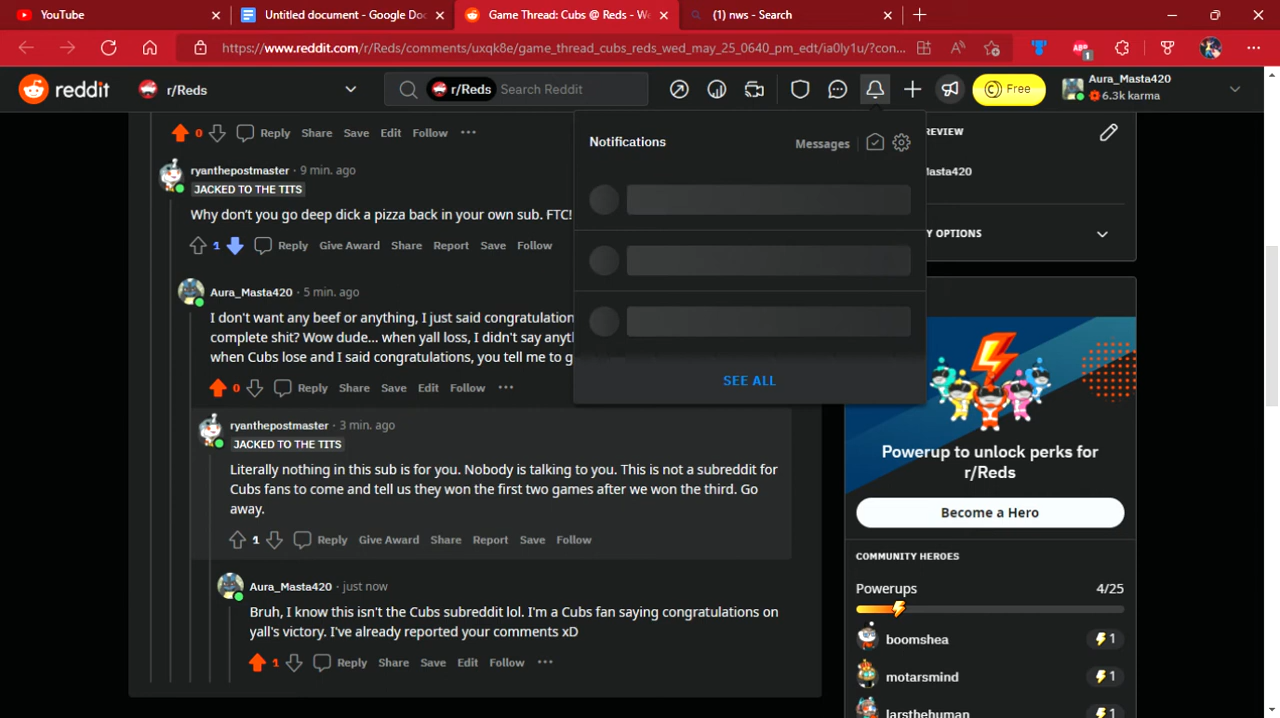 YouTube
Untitled document - Google Doc
Game Thread: Cubs @ Reds - We
(1) nws - Search
https://www.reddit.com/r/Reds/comments/uxqk8e/game_thread_cubs_reds_wed_may_25_0640_pm_edt/ia0ly1u/?con...
ABP 1
reddit
r/Reds
r/Reds Search Reddit
Free
Aura_Masta420
6.3k karma
0 Reply Share Save Edit Follow ...
ryanthepostmaster · 9 min. ago
JACKED TO THE TITS
Why don't you go deep dick a pizza back in your own sub. FTC!
1 Reply Give Award Share Report Save Follow
Aura_Masta420 · 5 min. ago
I don't want any beef or anything, I just said congratulation
complete shit? Wow dude... when yall loss, I didn't say anyth
when Cubs lose and I said congratulations, you tell me to g
0 Reply Share Save Edit Follow ...
ryanthepostmaster · 3 min. ago
JACKED TO THE TITS
Literally nothing in this sub is for you. Nobody is talking to you. This is not a subreddit for
Cubs fans to come and tell us they won the first two games after we won the third. Go
away.
1 Reply Give Award Share Report Save Follow
Aura_Masta420 · just now
Bruh, I know this isn't the Cubs subreddit lol. I'm a Cubs fan saying congratulations on
yall's victory. I've already reported your comments xD
1 Reply Share Save Edit Follow ...
Notifications
Messages
SEE ALL
REVIEW
asta420
Y OPTIONS
Powerup to unlock perks for
r/Reds
Become a Hero
COMMUNITY HEROES
Powerups 4/25
boomshea 1
motarsmind 1
larsthehuman 1